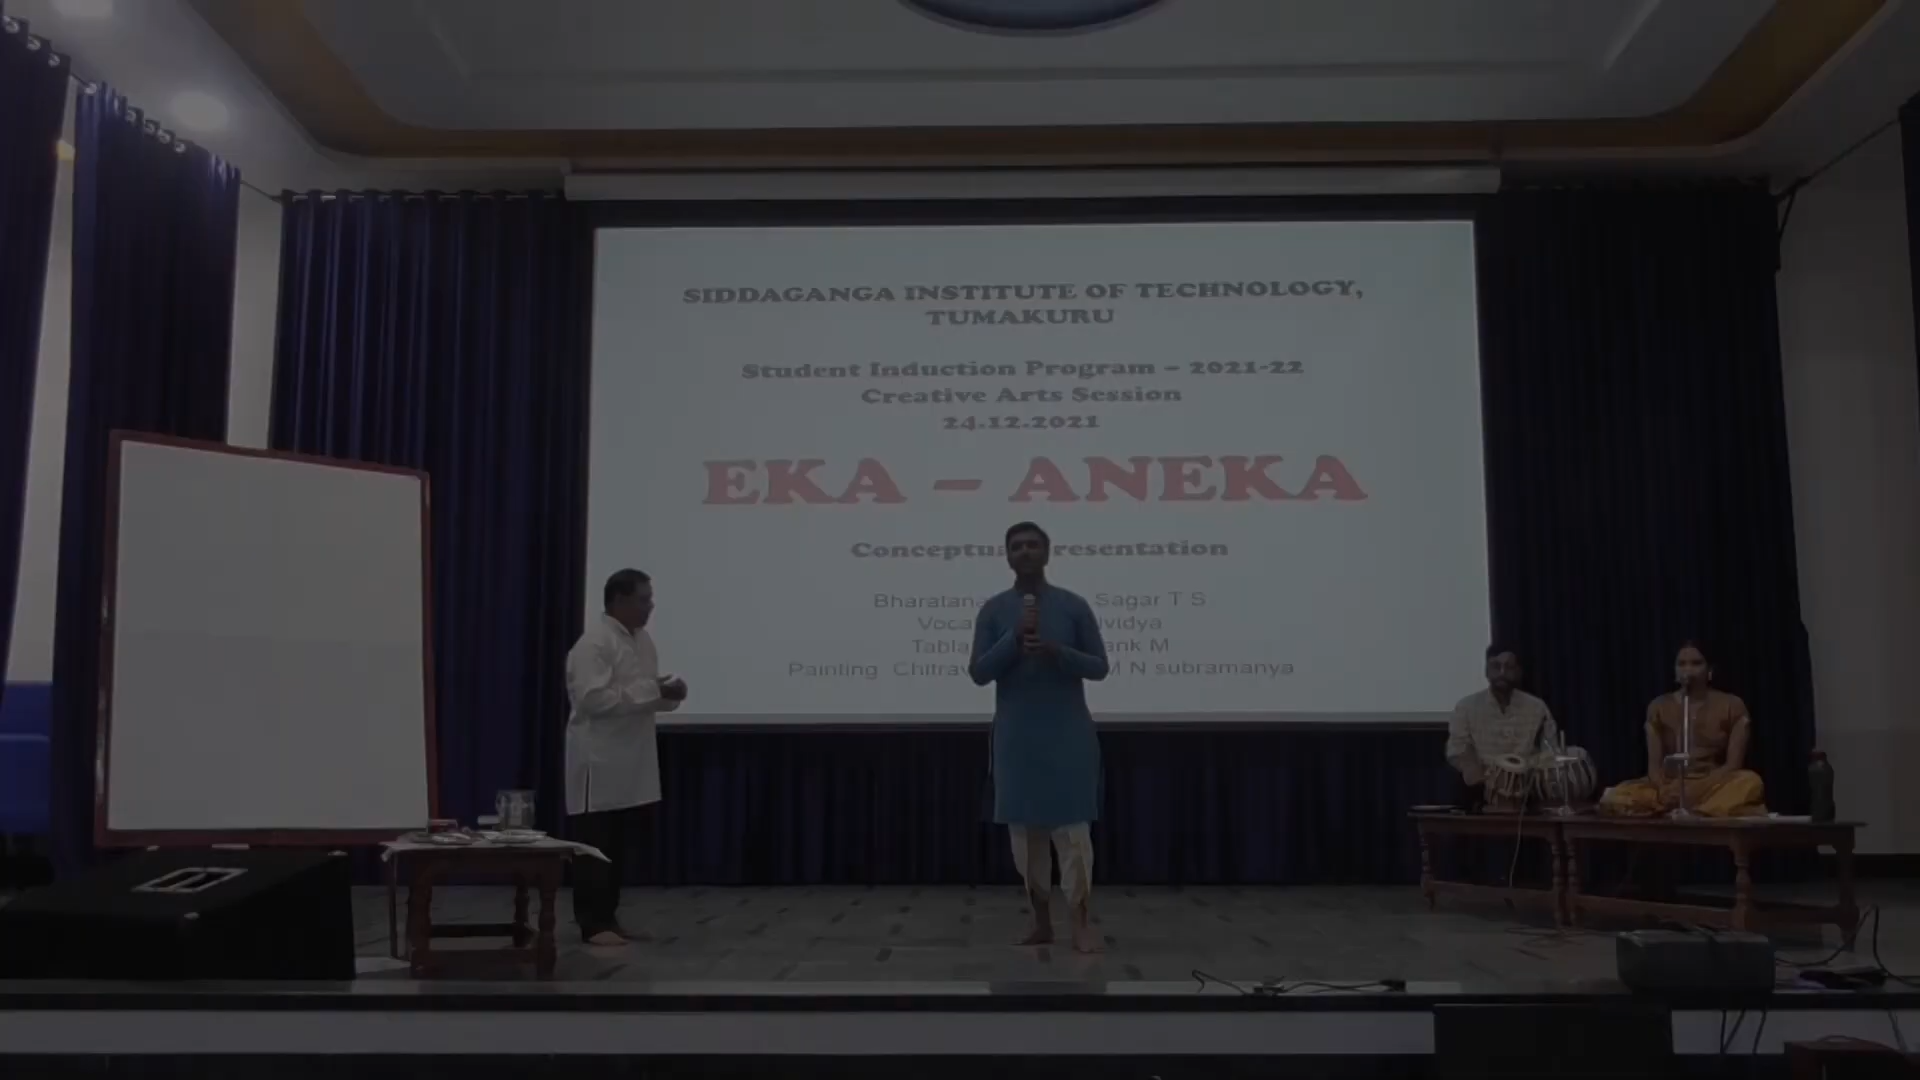 SIDDAGANGA INSTITUTE OF TECHNOLOGY,
TUMAKURU
Student Induction Program – 2021-22
Creative Arts Session
24.12.2021
EKA – ANEKA
Sagar T S
M N subramanya
Painting